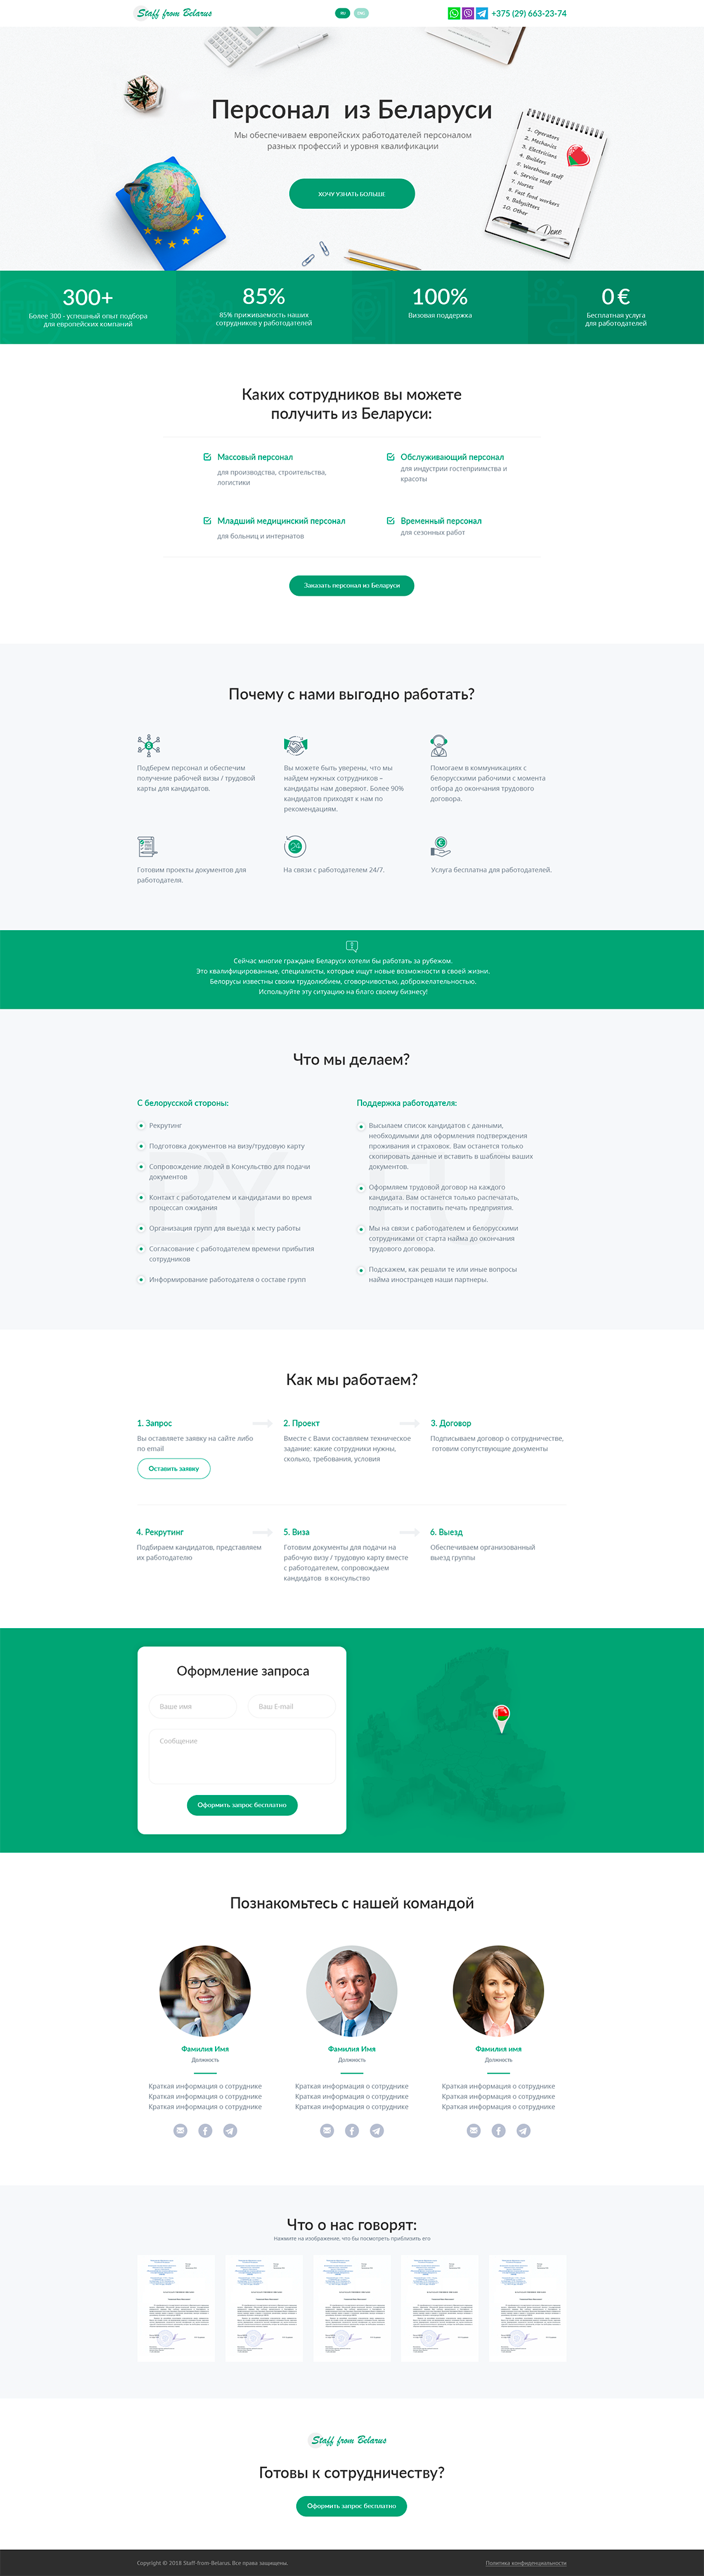 Staff from Belarus
RU
ENG
+375 (29) 663-23-74
Персонал из Беларуси
Мы обеспечиваем европейских работодателей персоналом
разных профессий и уровня квалификации
ХОЧУ УЗНАТЬ БОЛЬШЕ
1. Operators
2. Mechanics
3. Electricians
4. Builders
5. Warehouse staff
6. Service staff
7. Nurses
8. Fast food workers
9. Babysitters
10. Other
Done
300+
Более 300 - успешный опыт подбора
для европейских компаний
85%
85% приживаемость наших
сотрудников у работодателей
100%
Визовая поддержка
0 €
Бесплатная услуга
для работодателей
Каких сотрудников вы можете
получить из Беларуси:
Массовый персонал
для производства, строительства,
логистики
Обслуживающий персонал
для индустрии гостеприимства и
красоты
Младший медицинский персонал
для больниц и интернатов
Временный персонал
для сезонных работ
Заказать персонал из Беларуси
Почему с нами выгодно работать?
Подберем персонал и обеспечим
получение рабочей визы / трудовой
карты для кандидатов.
Вы можете быть уверены, что мы
найдем нужных сотрудников –
кандидаты нам доверяют. Более 90%
кандидатов приходят к нам по
рекомендациям.
Помогаем в коммуникациях с
белорусскими рабочими с момента
отбора до окончания трудового
договора.
Готовим проекты документов для
работодателя.
24
На связи с работодателем 24/7.
Услуга бесплатна для работодателей.
Сейчас многие граждане Беларуси хотели бы работать за рубежом.
Это квалифицированные, специалисты, которые ищут новые возможности в своей жизни.
Белорусы известны своим трудолюбием, сговорчивостью, доброжелательностью.
Используйте эту ситуацию на благо своему бизнесу!
Что мы делаем?
BY
EU
С белорусской стороны:
Рекрутинг
Подготовка документов на визу/трудовую карту
Сопровождение людей в Консульство для подачи
документов
Контакт с работодателем и кандидатами во время
процессап ожидания
Организация групп для выезда к месту работы
Согласование с работодателем времени прибытия
сотрудников
Информирование работодателя о составе групп
Поддержка работодателя:
Высылаем список кандидатов с данными,
необходимыми для оформления подтверждения
проживания и страховок. Вам останется только
скопировать данные и вставить в шаблоны ваших
документов.
Оформляем трудовой договор на каждого
кандидата. Вам останется только распечатать,
подписать и поставить печать предприятия.
Мы на связи с работодателем и белорусскими
сотрудниками от старта найма до окончания
трудового договора.
Подскажем, как решали те или иные вопросы
найма иностранцев наши партнеры.
Как мы работаем?
1. Запрос
Вы оставляете заявку на сайте либо
по email
Оставить заявку
2. Проект
Вместе с Вами составляем техническое
задание: какие сотрудники нужны,
сколько, требования, условия
3. Договор
Подписываем договор о сотрудничестве,
готовим сопутствующие документы
4. Рекрутинг
Подбираем кандидатов, представляем
их работодателю
5. Виза
Готовим документы для подачи на
рабочую визу / трудовую карту вместе
с работодателем, сопровождаем
кандидатов в консульство
6. Выезд
Обеспечиваем организованный
выезд группы
Оформление запроса
Ваше имя
Ваш E-mail
Сообщение
Оформить запрос бесплатно
Познакомьтесь с нашей командой
Фамилия Имя
Должность
Краткая информация о сотруднике
Краткая информация о сотруднике
Краткая информация о сотруднике
Фамилия Имя
Должность
Краткая информация о сотруднике
Краткая информация о сотруднике
Краткая информация о сотруднике
Фамилия имя
Должность
Краткая информация о сотруднике
Краткая информация о сотруднике
Краткая информация о сотруднике
Что о нас говорят:
Нажмите на изображение, что бы посмотреть приблизить его
Staff from Belarus
Готовы к сотрудничеству?
Оформить запрос бесплатно
Copyright © 2018 Staff-from-Belarus. Все права защищены.
Политика конфиденциальности